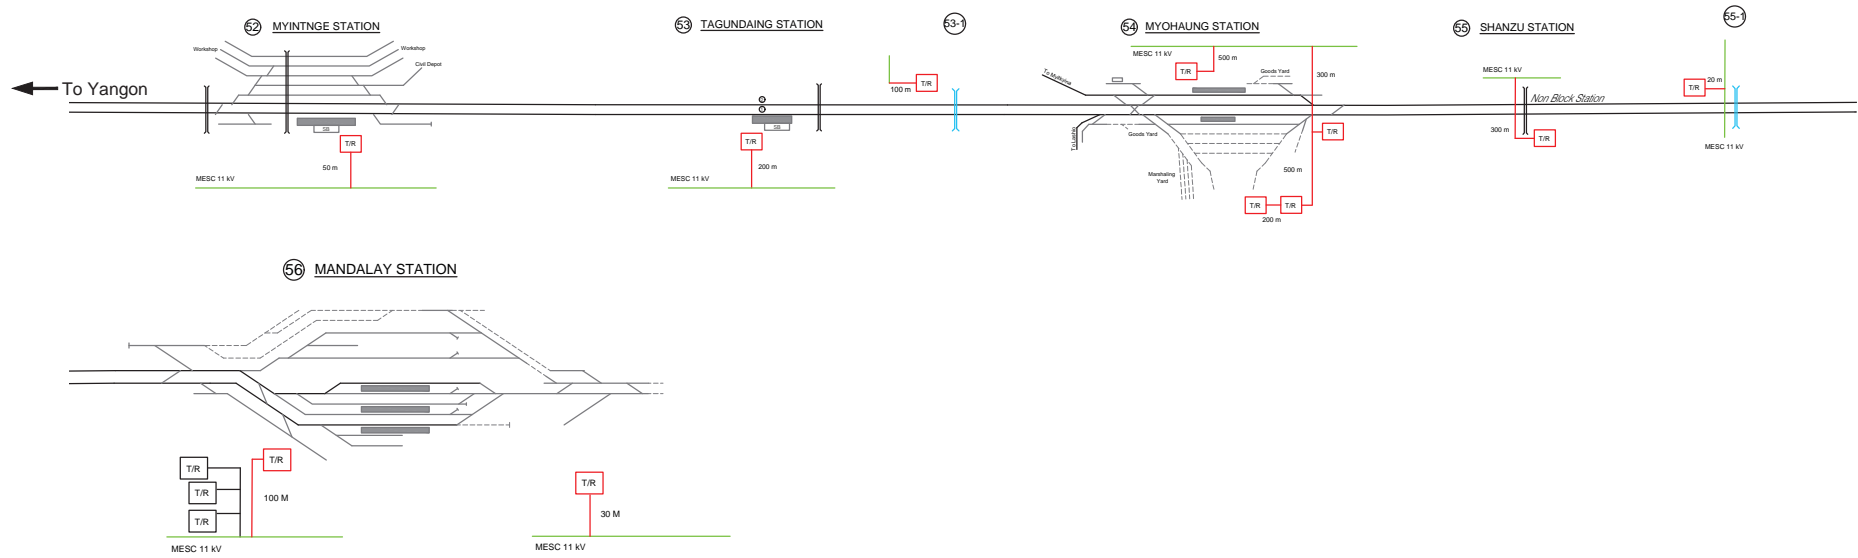 52 MYINTNGE STATION
Workshop
Workshop
Civil Depot
To Yangon
SB
T/R
50 m
MESC 11 kV
53 TAGUNDAING STATION
SB
T/R
200 m
MESC 11 kV
53-1
T/R
100 m
54 MYOHAUNG STATION
MESC 11 kV
500 m
T/R
300 m
Goods Yard
To Myitkyina
To Lashio
Goods Yard
T/R
Marshaling
Yard
500 m
T/R
T/R
200 m
55 SHANZU STATION
MESC 11 kV
Non Block Station
300 m
T/R
55-1
20 m
T/R
MESC 11 kV
56 MANDALAY STATION
T/R
T/R
T/R
T/R
100 M
MESC 11 kV
T/R
30 M
MESC 11 kV